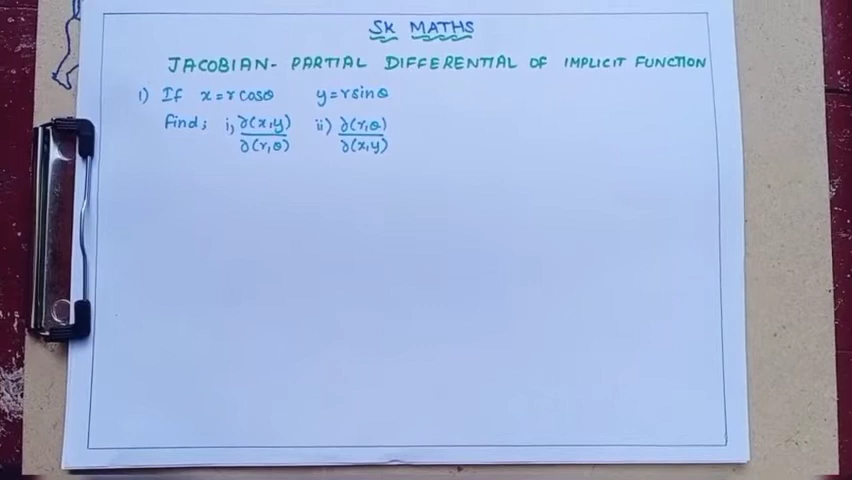 SK MATHS
JACOBIAN- PARTIAL DIFFERENTIAL OF IMPLICIT FUNCTION
1) If x = r cosθ y = r sinθ
Find; i, ∂(x,y)/∂(r,θ) ii) ∂(r,θ)/∂(x,y)